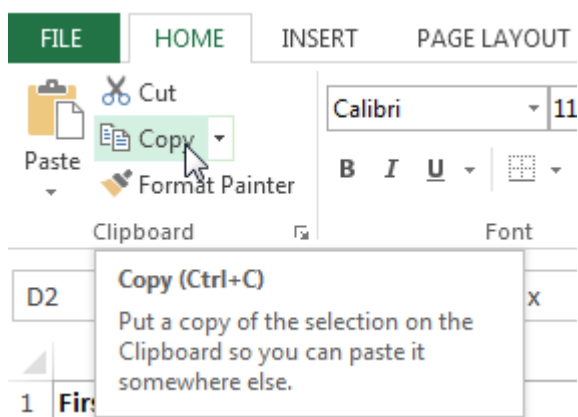 FILE HOME INSERT PAGE LAYOUT
Cut
Calibri 11
Copy
Paste
B I U
Format Painter
Clipboard Font
Copy (Ctrl+C)
D2 x
Put a copy of the selection on the
Clipboard so you can paste it
somewhere else.
1